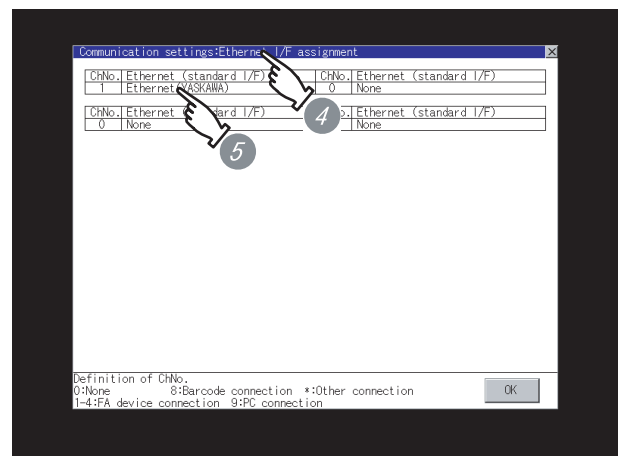 Communication settings:Ethernet I/F assignment
ChNo. Ethernet (standard I/F) ChNo. Ethernet (standard I/F)
1 Ethernet(YASKAWA) 0 None
4
ChNo. Ethernet (standard I/F) Ethernet (standard I/F)
0 None None
5
Definition of ChNo.
0:None 8:Barcode connection *:Other connection
1-4:FA device connection 9:PC connection
OK